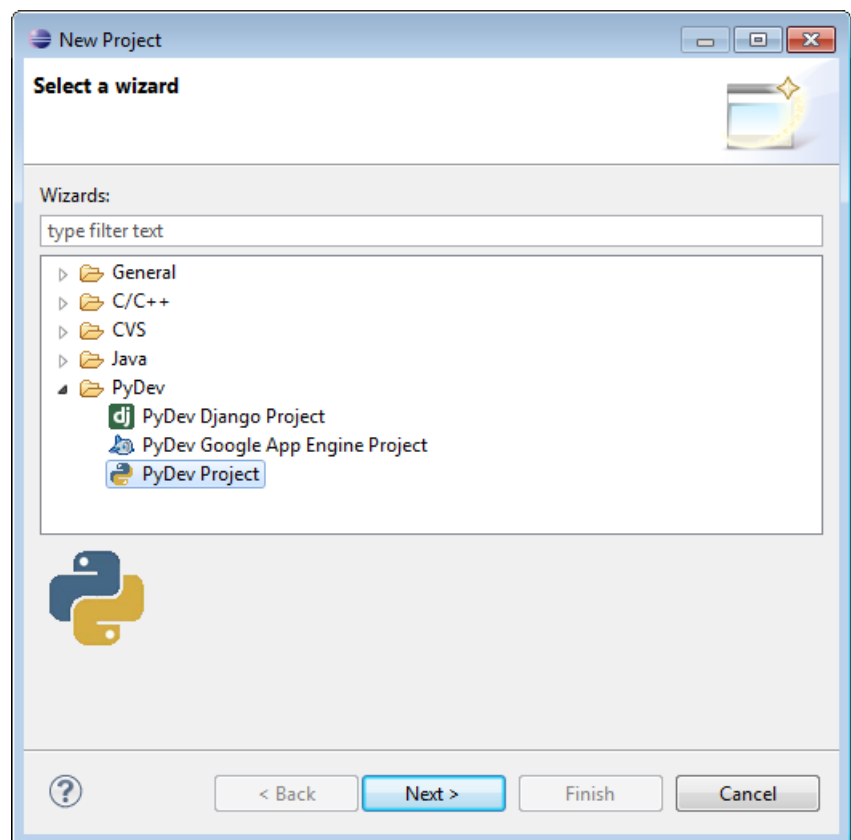 New Project
Select a wizard
Wizards:
type filter text
General
C/C++
CVS
Java
PyDev
dj PyDev Django Project
PyDev Google App Engine Project
PyDev Project
? < Back Next > Finish Cancel